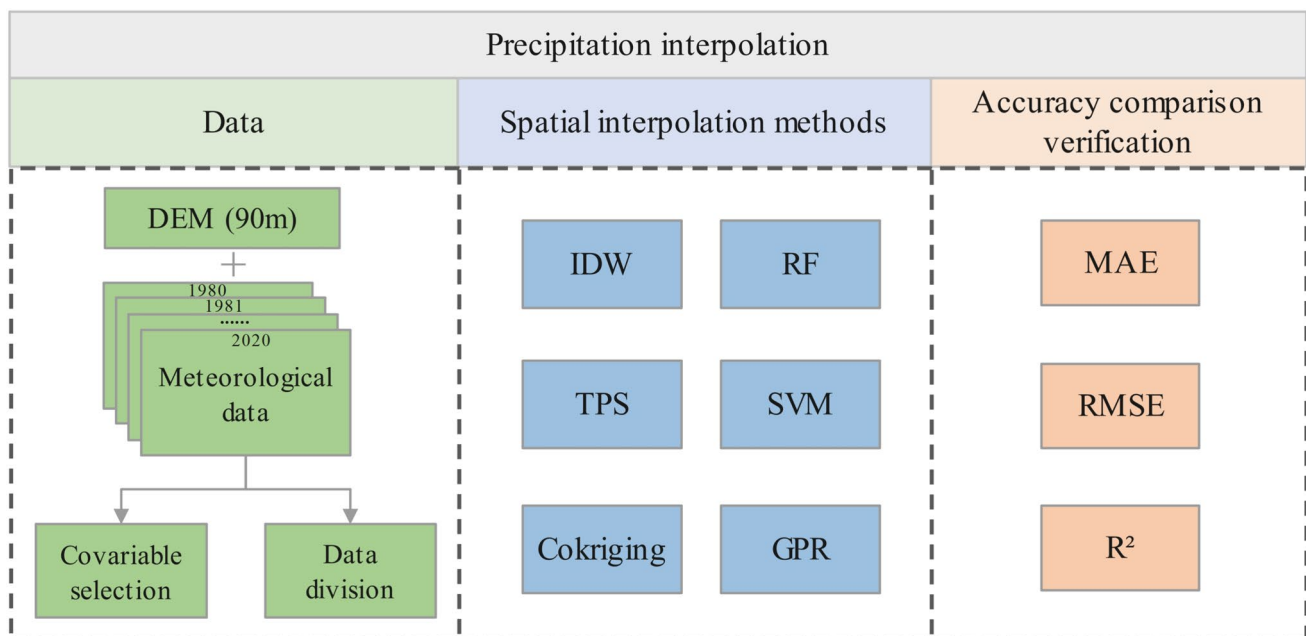 Precipitation interpolation
Data
Spatial interpolation methods
Accuracy comparison
verification
DEM (90m)
+
1980
1981
......
2020
Meteorological
data
Covariable
selection
Data
division
IDW
RF
TPS
SVM
Cokriging
GPR
MAE
RMSE
R²